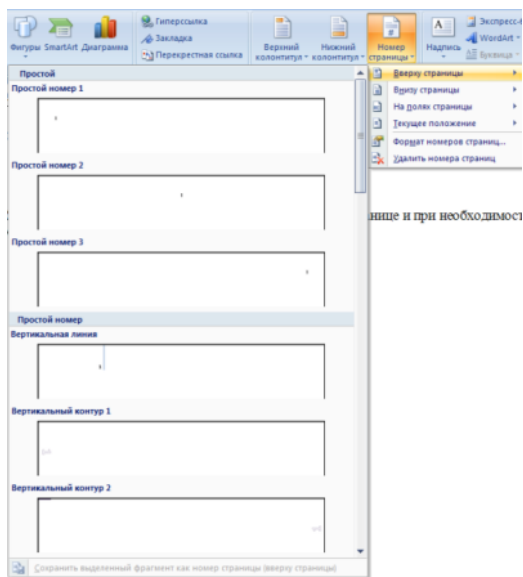 Фигуры SmartArt Диаграмма
Гиперссылка
Закладка
Перекрестная ссылка
Верхний колонтитул
Нижний колонтитул
Номер страницы
Надпись
Экспресс-
WordArt
Буквица
Простой
Простой номер 1
Простой номер 2
Простой номер 3
Простой номер
Вертикальная линия
Вертикальный контур 1
Вертикальный контур 2
Сохранить выделенный фрагмент как номер страницы (вверху страницы)
Вверху страницы
Внизу страницы
На полях страницы
Текущее положение
Формат номеров страниц...
Удалить номера страниц
нице и при необходимост